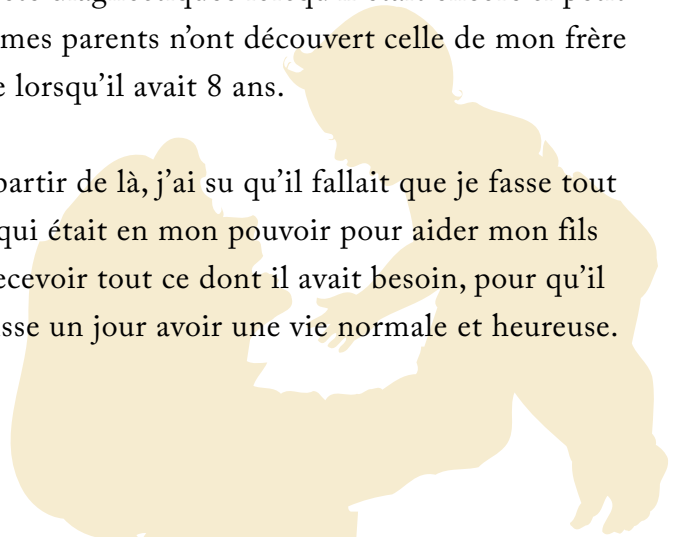 mes parents n’ont découvert celle de mon frère
lorsqu’il avait 8 ans.
partir de là, j’ai su qu’il fallait que je fasse tout
qui était en mon pouvoir pour aider mon fils
ecevoir tout ce dont il avait besoin, pour qu’il
sse un jour avoir une vie normale et heureuse.